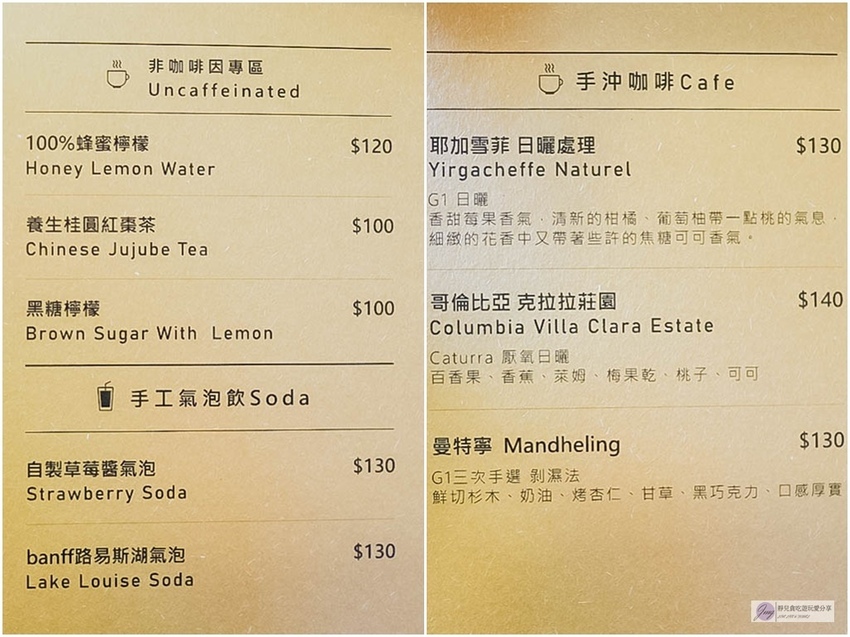 非咖啡因專區
Uncaffeinated
100%蜂蜜檸檬 $120
Honey Lemon Water
養生桂圓紅棗茶 $100
Chinese Jujube Tea
黑糖檸檬 $100
Brown Sugar With Lemon
手工氣泡飲Soda
自製草莓醬氣泡 $130
Strawberry Soda
banff路易斯湖氣泡 $130
Lake Louise Soda
手沖咖啡Cafe
耶加雪菲 日曬處理 $130
Yirgacheffe Naturel
G1 日曬
香甜莓果香氣，清新的柑橘、葡萄柚帶一點桃的氣息，
細緻的花香中又帶著些許的焦糖可可香氣。
哥倫比亞 克拉拉莊園 $140
Columbia Villa Clara Estate
Caturra 厭氧日曬
百香果、香蕉、萊姆、梅果乾、桃子、可可
曼特寧 Mandheling $130
G1三次手選 剝濕法
鮮切杉木、奶油、烤杏仁、甘草、黑巧克力、口感厚實
靜兒貪吃遊玩愛分享